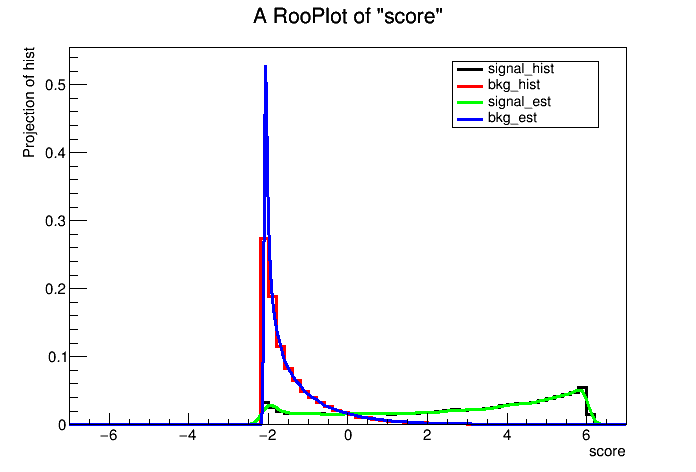 A RooPlot of "score"
Projection of hist
signal_hist
bkg_hist
signal_est
bkg_est
0.5
0.4
0.3
0.2
0.1
0
−6 −4 −2 0 2 4 6
score